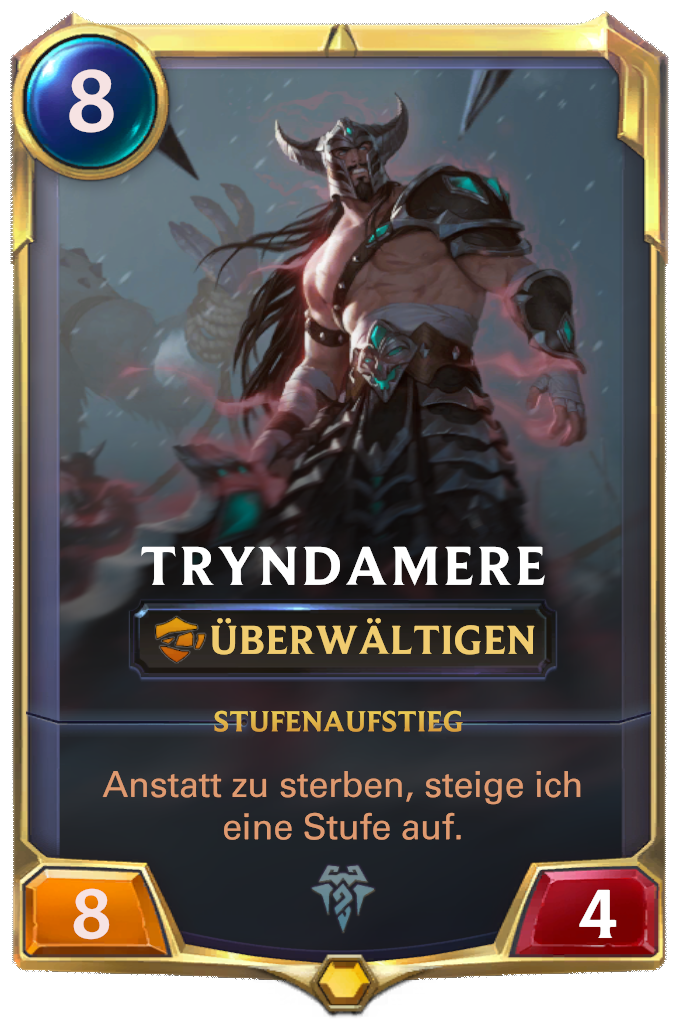 8
TRYNDAMERE
ÜBERWÄLTIGEN
STUFENAUFSTIEG
Anstatt zu sterben, steige ich
eine Stufe auf.
8
4